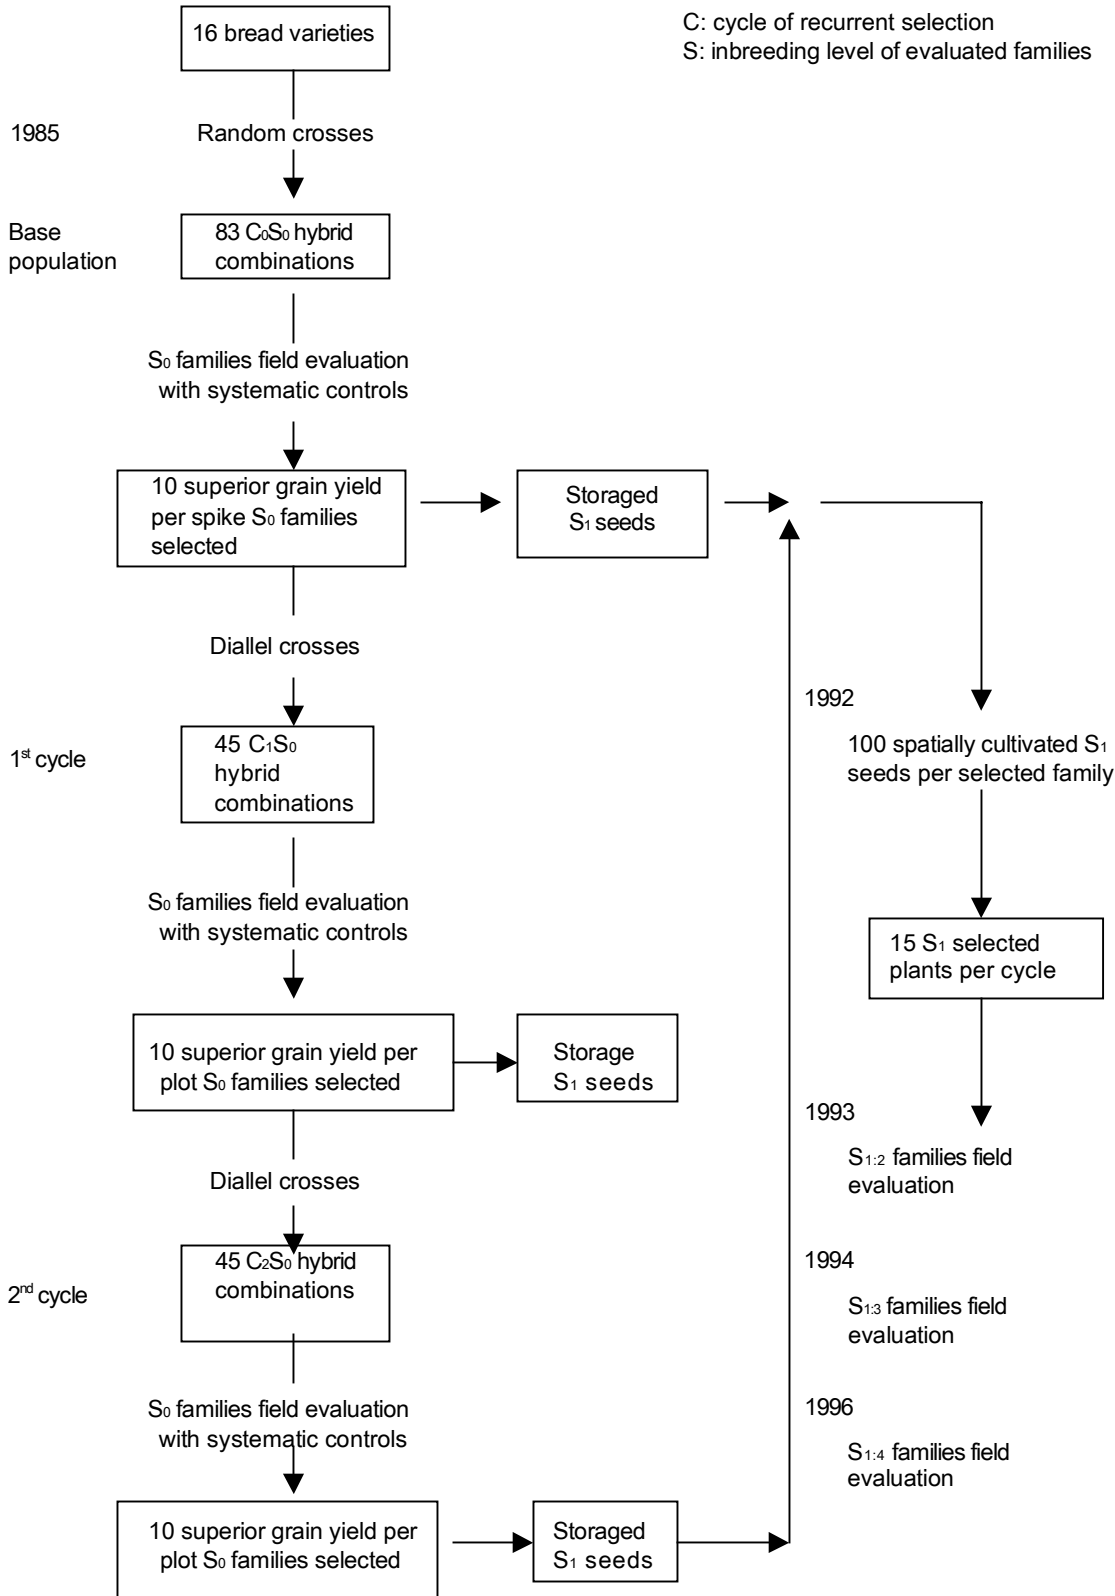 16 bread varieties
C: cycle of recurrent selection
S: inbreeding level of evaluated families
1985
Random crosses
Base
population
83 C₀S₀ hybrid
combinations
S₀ families field evaluation
with systematic controls
10 superior grain yield
per spike S₀ families
selected
Storaged
S₁ seeds
Diallel crosses
1992
100 spatially cultivated S₁
seeds per selected family
1ˢᵗ cycle
45 C₁S₀
hybrid
combinations
S₀ families field evaluation
with systematic controls
15 S₁ selected
plants per cycle
10 superior grain yield per
plot S₀ families selected
Storage
S₁ seeds
1993
S₁:₂ families field
evaluation
Diallel crosses
2ⁿᵈ cycle
45 C₂S₀ hybrid
combinations
1994
S₁:₃ families field
evaluation
S₀ families field evaluation
with systematic controls
1996
S₁:₄ families field
evaluation
10 superior grain yield per
plot S₀ families selected
Storaged
S₁ seeds